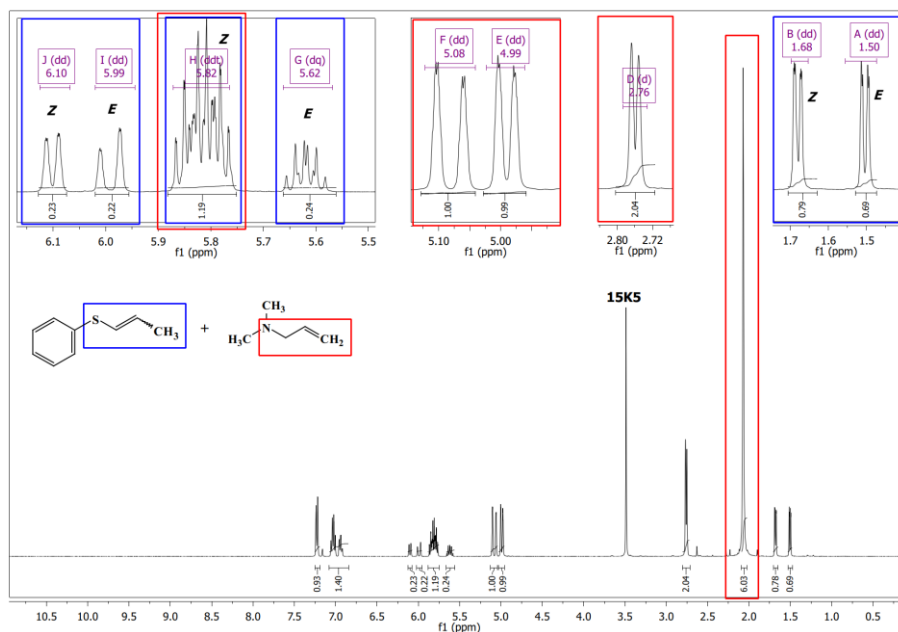 J (dd)
6.10
I (dd)
5.99
H (ddt)
5.82
G (dq)
5.62
Z
E
Z
E
0.23
0.22
1.19
0.24
6.1 6.0 5.9 5.8 5.7 5.6 5.5
f1 (ppm)
F (dd)
5.08
E (dd)
4.99
1.00
0.99
5.10 5.00
f1 (ppm)
D (d)
2.76
2.04
2.80 2.72
f1 (ppm)
B (dd)
1.68
A (dd)
1.50
Z
E
0.79
0.69
1.7 1.6 1.5
f1 (ppm)
S
CH3
+
CH3
N
H3C
CH2
15K5
0.93
1.40
0.23
0.22
1.19
0.24
1.00
0.99
2.04
6.03
0.78
0.69
10.5 10.0 9.5 9.0 8.5 8.0 7.5 7.0 6.5 6.0 5.5 5.0 4.5 4.0 3.5 3.0 2.5 2.0 1.5 1.0 0.5 0.0
f1 (ppm)